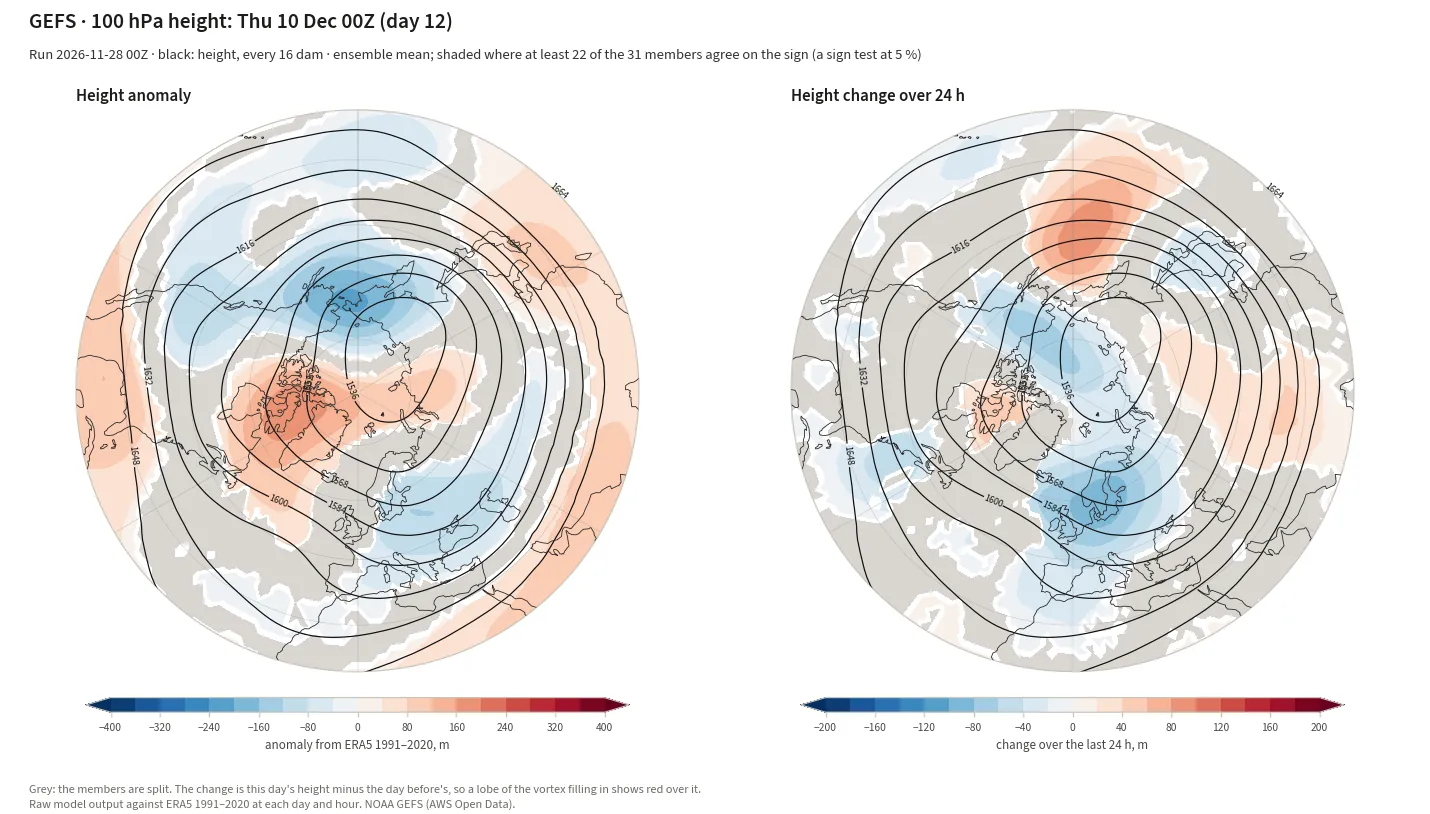 GEFS · 100 hPa height: Thu 10 Dec 00Z (day 12)
Run 2026-11-28 00Z · black: height, every 16 dam · ensemble mean; shaded where at least 22 of the 31 members agree on the sign (a sign test at 5 %)
Height anomaly
Height change over 24 h
1664
1616
1632
1536
1648
1568
1600
1584
1664
1616
1632
1536
1648
1568
1600
1584
−400 −320 −240 −160 −80 0 80 160 240 320 400
anomaly from ERA5 1991–2020, m
−200 −160 −120 −80 −40 0 40 80 120 160 200
change over the last 24 h, m
Grey: the members are split. The change is this day's height minus the day before's, so a lobe of the vortex filling in shows red over it.
Raw model output against ERA5 1991–2020 at each day and hour. NOAA GEFS (AWS Open Data).